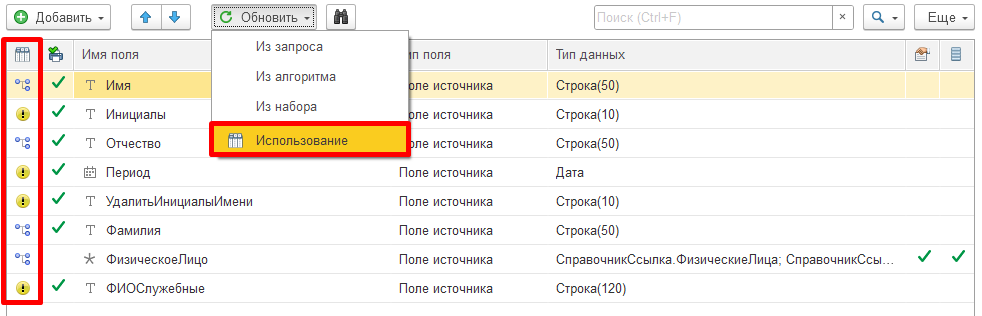 Добавить Обновить Поиск (Ctrl+F) × Еще
Из запроса
Из алгоритма
Из набора
Использование
Имя поля ип поля Тип данных
T Имя Поле источника Строка(50)
T Инициалы Поле источника Строка(10)
T Отчество Поле источника Строка(50)
Период Поле источника Дата
T УдалитьИнициалыИмени Поле источника Строка(10)
T Фамилия Поле источника Строка(50)
ФизическоеЛицо Поле источника СправочникСсылка.ФизическиеЛица; СправочникСсы...
T ФИОСлужебные Поле источника Строка(120)